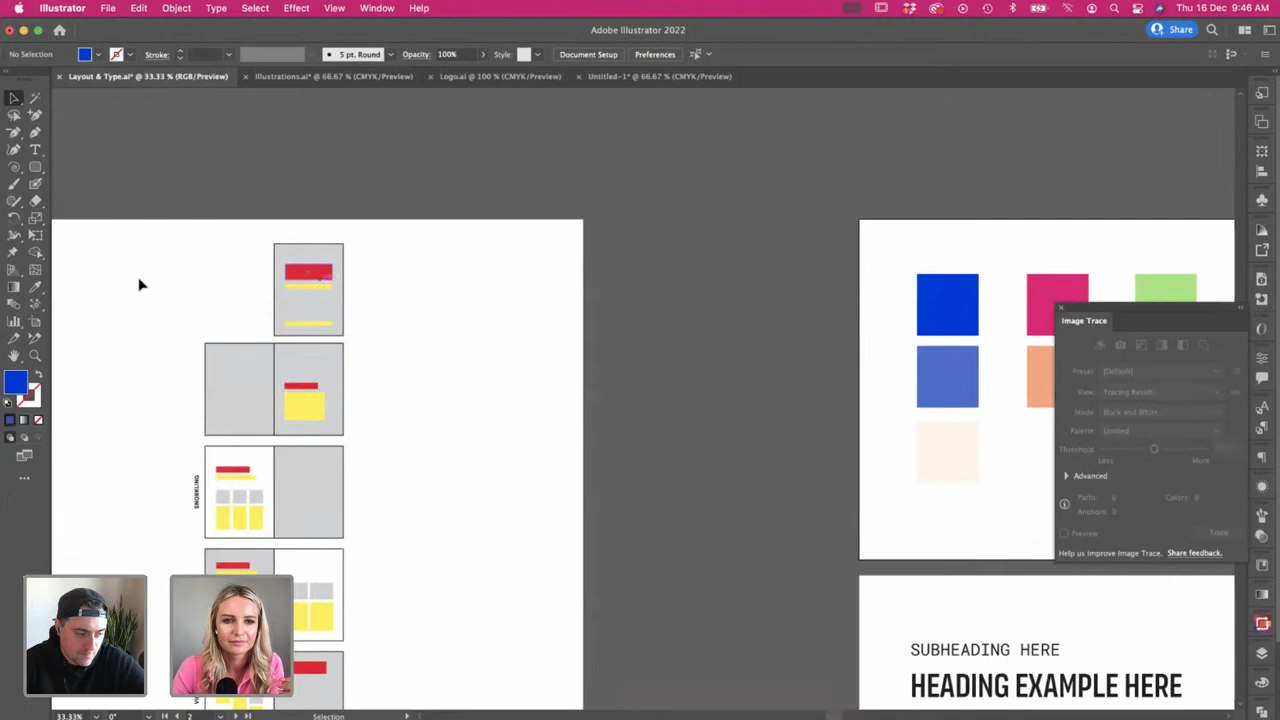 Illustrator File Edit Object Type Select Effect View Window Help Thu 16 Dec 9:46 AM
Adobe Illustrator 2022 Share
No Selection Stroke: 5 pt. Round Opacity: 100% Style: Document Setup Preferences
× Layout & Type.ai* @ 33.33 % (RGB/Preview) × Illustrations.ai* @ 66.67 % (CMYK/Preview) × Logo.ai @ 100 % (CMYK/Preview) × Untitled-1* @ 66.67 % (CMYK/Preview)
SNORKLING
Image Trace
Preset: [Default]
View: Tracing Result
Mode: Black and White
Palette: Limited
Threshold:
Less More
Advanced
Paths: 0 Colors: 0
Anchors: 0
Preview Trace
Help us improve Image Trace. Share feedback.
SUBHEADING HERE
HEADING EXAMPLE HERE
33.33% 0° 2 Selection